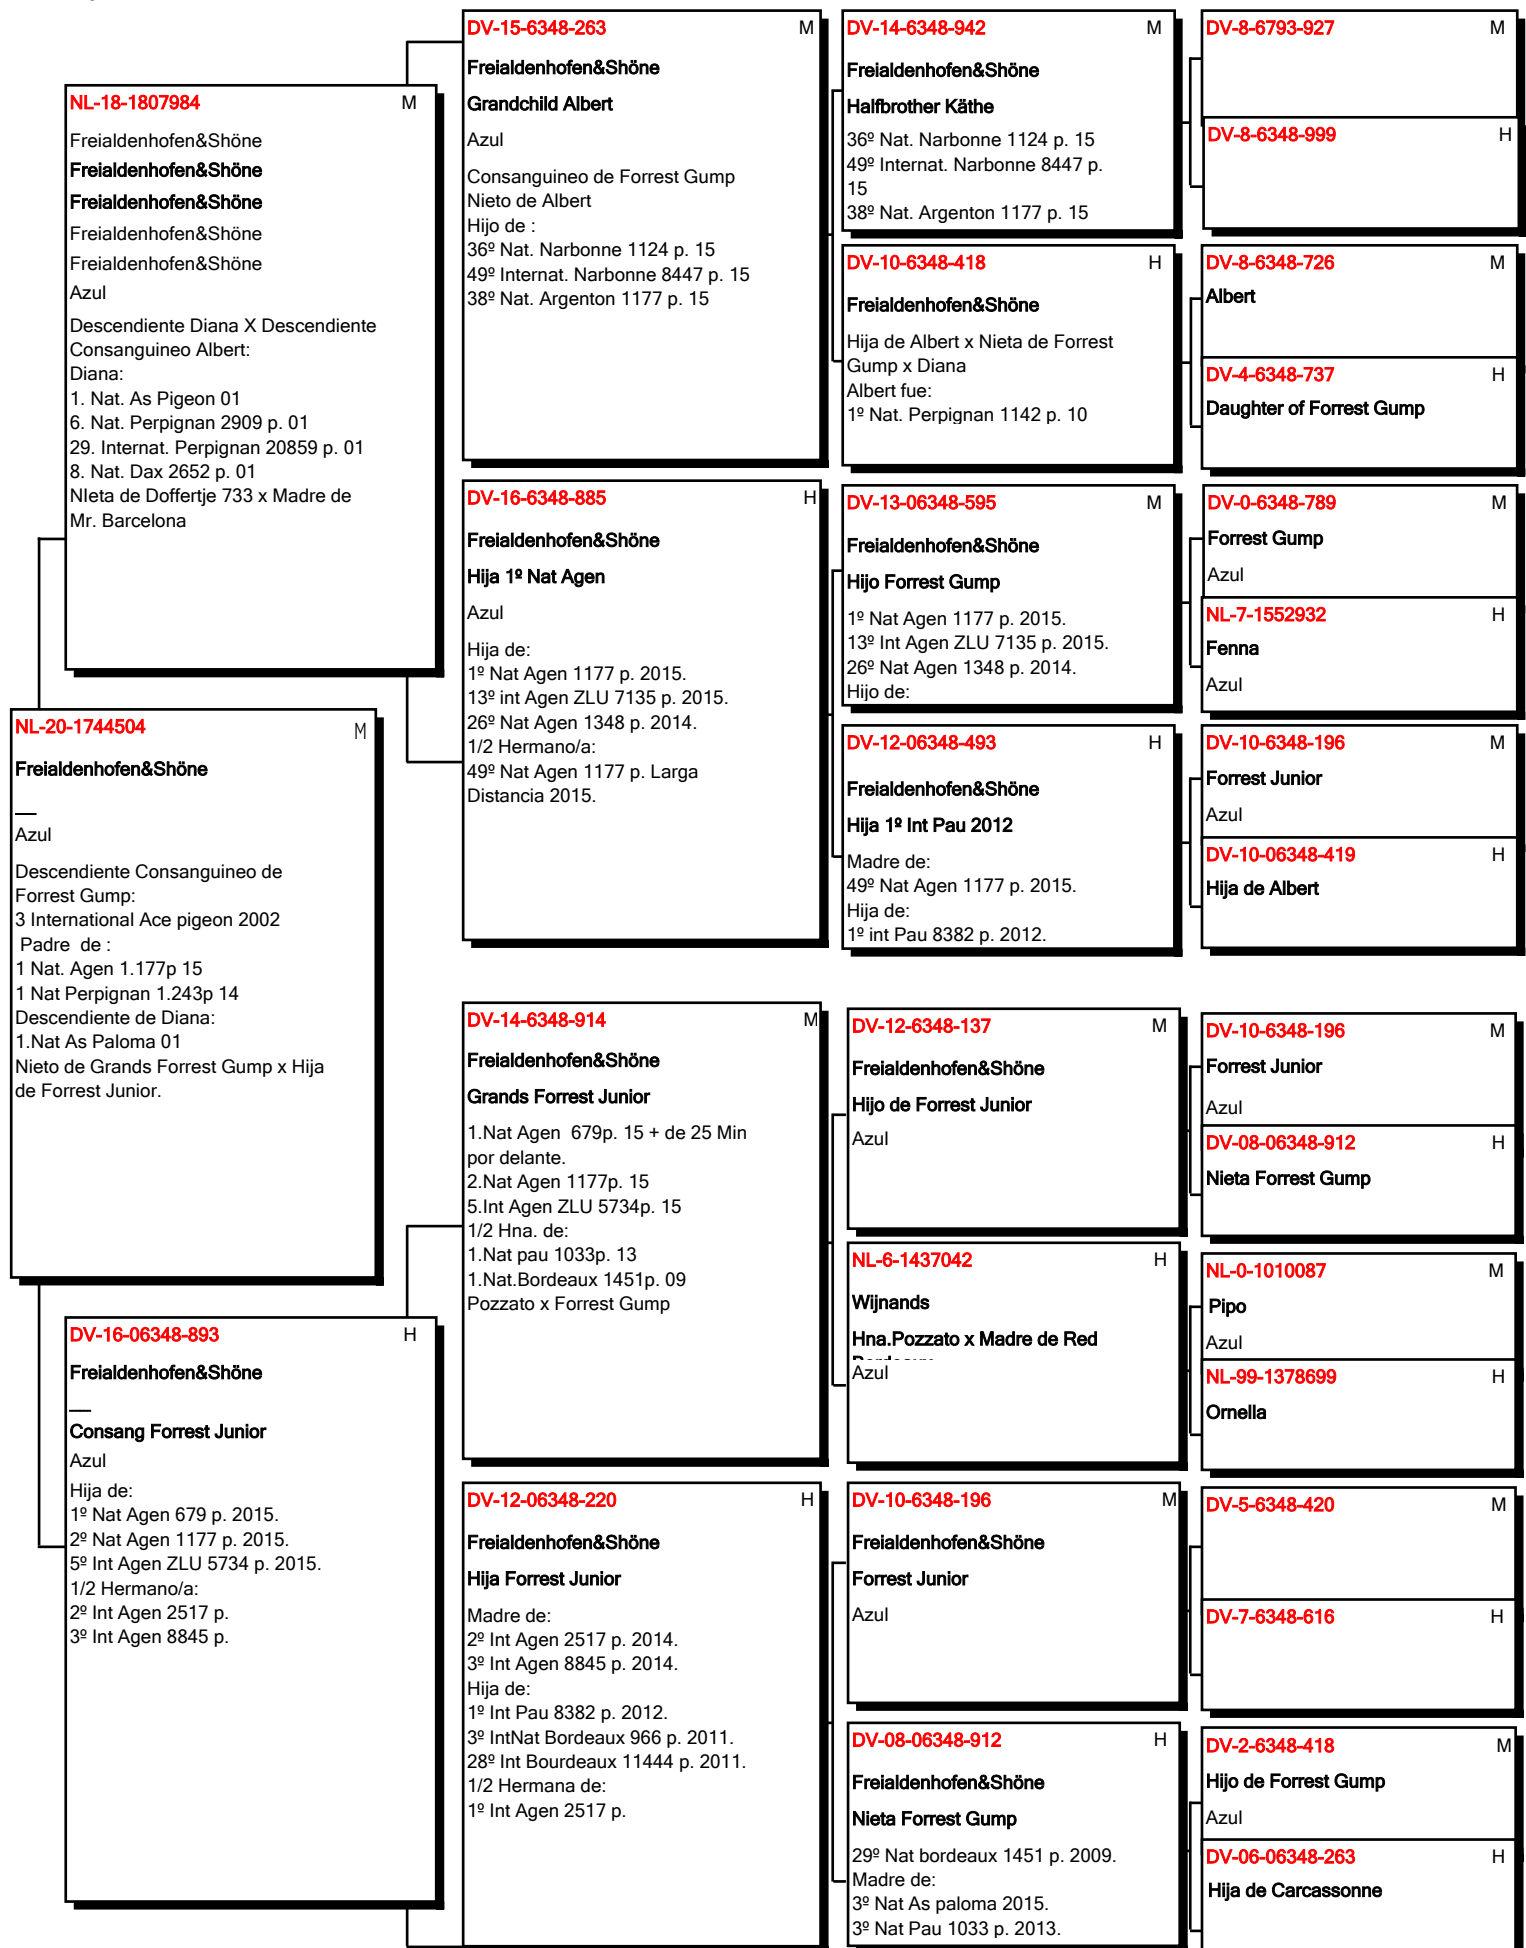 NL-20-1744504 M
Freialdenhofen&Shöne
__
Azul
Descendiente Consanguineo de
Forrest Gump:
3 International Ace pigeon 2002
Padre de :
1 Nat. Agen 1.177p 15
1 Nat Perpignan 1.243p 14
Descendiente de Diana:
1.Nat As Paloma 01
Nieto de Grands Forrest Gump x Hija
de Forrest Junior.
NL-18-1807984 M
Freialdenhofen&Shöne
Freialdenhofen&Shöne
Freialdenhofen&Shöne
Freialdenhofen&Shöne
Freialdenhofen&Shöne
Azul
Descendiente Diana X Descendiente
Consanguineo Albert:
Diana:
1. Nat. As Pigeon 01
6. Nat. Perpignan 2909 p. 01
29. Internat. Perpignan 20859 p. 01
8. Nat. Dax 2652 p. 01
NIeta de Doffertje 733 x Madre de
Mr. Barcelona
DV-16-06348-893 H
Freialdenhofen&Shöne
__
Consang Forrest Junior
Azul
Hija de:
1º Nat Agen 679 p. 2015.
2º Nat Agen 1177 p. 2015.
5º Int Agen ZLU 5734 p. 2015.
1/2 Hermano/a:
2º Int Agen 2517 p.
3º Int Agen 8845 p.
DV-15-6348-263 M
Freialdenhofen&Shöne
Grandchild Albert
Azul
Consanguineo de Forrest Gump
Nieto de Albert
Hijo de :
36º Nat. Narbonne 1124 p. 15
49º Internat. Narbonne 8447 p. 15
38º Nat. Argenton 1177 p. 15
DV-16-6348-885 H
Freialdenhofen&Shöne
Hija 1º Nat Agen
Azul
Hija de:
1º Nat Agen 1177 p. 2015.
13º int Agen ZLU 7135 p. 2015.
26º Nat Agen 1348 p. 2014.
1/2 Hermano/a:
49º Nat Agen 1177 p. Larga
Distancia 2015.
DV-14-6348-914 M
Freialdenhofen&Shöne
Grands Forrest Junior
1.Nat Agen 679p. 15 + de 25 Min
por delante.
2.Nat Agen 1177p. 15
5.Int Agen ZLU 5734p. 15
1/2 Hna. de:
1.Nat pau 1033p. 13
1.Nat.Bordeaux 1451p. 09
Pozzato x Forrest Gump
DV-12-06348-220 H
Freialdenhofen&Shöne
Hija Forrest Junior
Madre de:
2º Int Agen 2517 p. 2014.
3º Int Agen 8845 p. 2014.
Hija de:
1º Int Pau 8382 p. 2012.
3º IntNat Bordeaux 966 p. 2011.
28º Int Bourdeaux 11444 p. 2011.
1/2 Hermana de:
1º Int Agen 2517 p.
DV-14-6348-942 M
Freialdenhofen&Shöne
Halfbrother Käthe
36º Nat. Narbonne 1124 p. 15
49º Internat. Narbonne 8447 p.
15
38º Nat. Argenton 1177 p. 15
DV-10-6348-418 H
Freialdenhofen&Shöne
Hija de Albert x Nieta de Forrest
Gump x Diana
Albert fue:
1º Nat. Perpignan 1142 p. 10
DV-13-06348-595 M
Freialdenhofen&Shöne
Hijo Forrest Gump
1º Nat Agen 1177 p. 2015.
13º Int Agen ZLU 7135 p. 2015.
26º Nat Agen 1348 p. 2014.
Hijo de:
DV-12-06348-493 H
Freialdenhofen&Shöne
Hija 1º Int Pau 2012
Madre de:
49º Nat Agen 1177 p. 2015.
Hija de:
1º int Pau 8382 p. 2012.
DV-12-6348-137 M
Freialdenhofen&Shöne
Hijo de Forrest Junior
Azul
NL-6-1437042 H
Wijnands
Hna.Pozzato x Madre de Red
Azul
DV-10-6348-196 M
Freialdenhofen&Shöne
Forrest Junior
Azul
DV-08-06348-912 H
Freialdenhofen&Shöne
Nieta Forrest Gump
29º Nat bordeaux 1451 p. 2009.
Madre de:
3º Nat As paloma 2015.
3º Nat Pau 1033 p. 2013.
DV-8-6793-927 M
DV-8-6348-999 H
DV-8-6348-726 M
Albert
DV-4-6348-737 H
Daughter of Forrest Gump
DV-0-6348-789 M
Forrest Gump
Azul
NL-7-1552932 H
Fenna
Azul
DV-10-6348-196 M
Forrest Junior
Azul
DV-10-06348-419 H
Hija de Albert
DV-10-6348-196 M
Forrest Junior
Azul
DV-08-06348-912 H
Nieta Forrest Gump
NL-0-1010087 M
Pipo
Azul
NL-99-1378699 H
Ornella
DV-5-6348-420 M
DV-7-6348-616 H
DV-2-6348-418 M
Hijo de Forrest Gump
Azul
DV-06-06348-263 H
Hija de Carcassonne